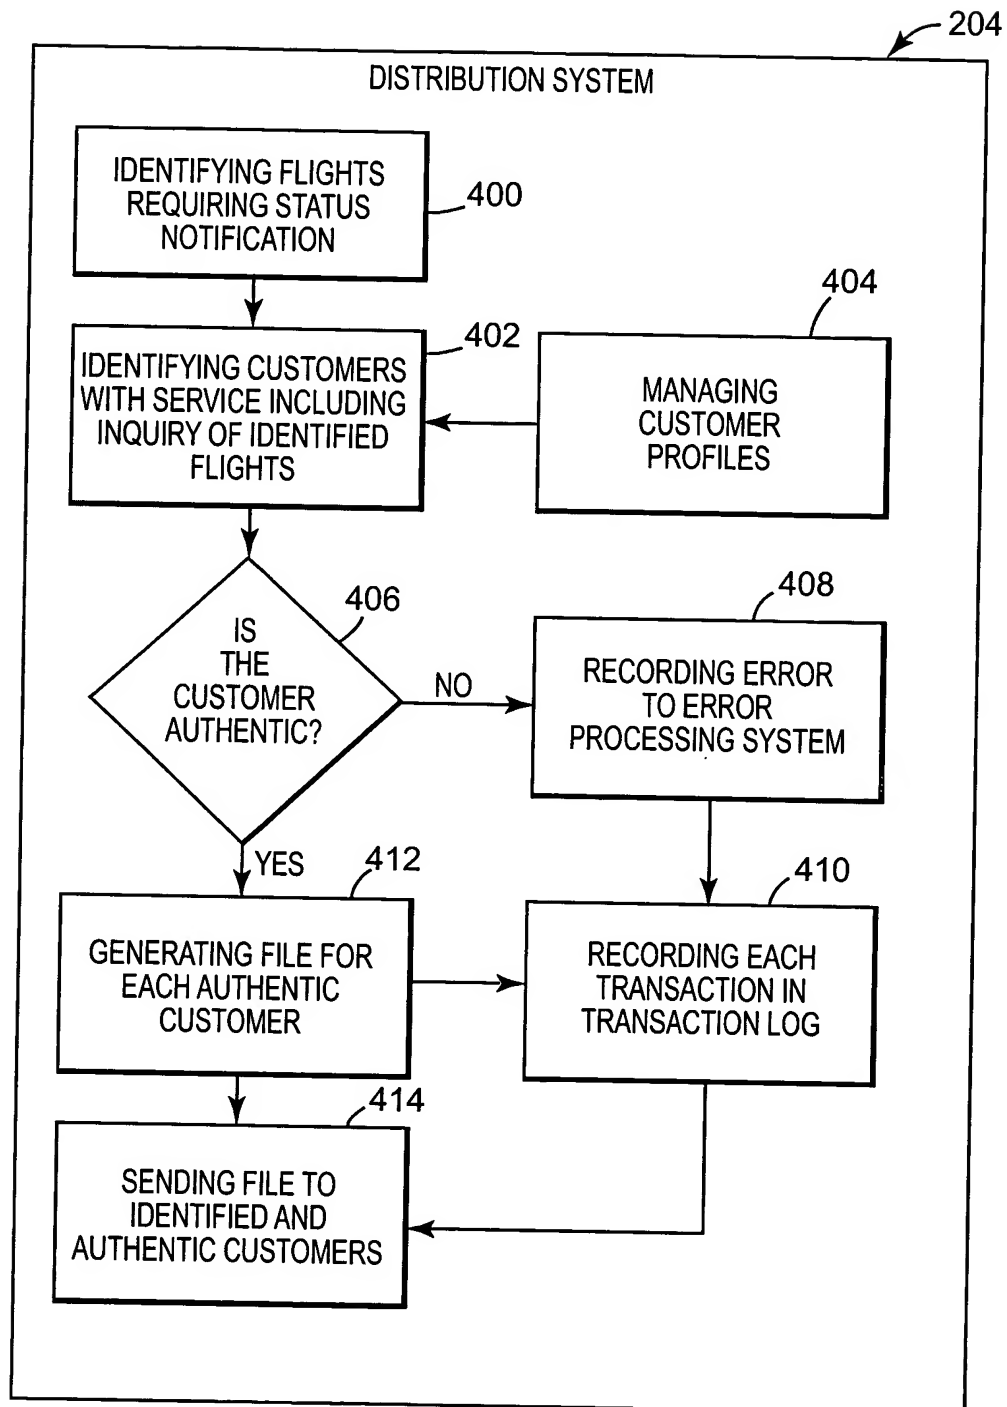 204
DISTRIBUTION SYSTEM
IDENTIFYING FLIGHTS
REQUIRING STATUS
NOTIFICATION
400
IDENTIFYING CUSTOMERS
WITH SERVICE INCLUDING
INQUIRY OF IDENTIFIED
FLIGHTS
402
404
MANAGING
CUSTOMER
PROFILES
IS
THE
CUSTOMER
AUTHENTIC?
406
NO
408
RECORDING ERROR
TO ERROR
PROCESSING SYSTEM
YES
412
GENERATING FILE FOR
EACH AUTHENTIC
CUSTOMER
410
RECORDING EACH
TRANSACTION IN
TRANSACTION LOG
414
SENDING FILE TO
IDENTIFIED AND
AUTHENTIC CUSTOMERS